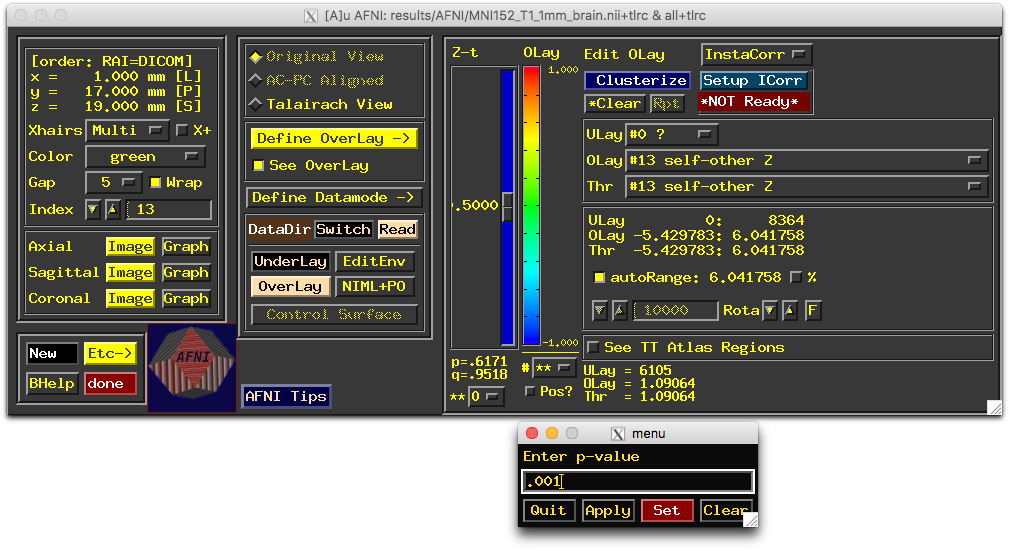 [A]u AFNI: results/AFNI/MNI152_T1_1mm_brain.nii+tlrc & all+tlrc
[order: RAI=DICOM]
x = 1.000 mm [L]
y = 17.000 mm [P]
z = 19.000 mm [S]
Xhairs Multi X+
Color green
Gap 5 Wrap
Index 13
Axial Image Graph
Sagittal Image Graph
Coronal Image Graph
New Etc->
BHelp done
AFNI
Original View
AC-PC Aligned
Talairach View
Define OverLay ->
See OverLay
Define Datamode ->
DataDir Switch Read
UnderLay EditEnv
OverLay NIML+PO
Control Surface
AFNI Tips
Z-t OLay
1.000
.5000
-1.000
p=.6171
q=.9518
# **
** 0
Pos?
Edit OLay InstaCorr
Clusterize Setup ICorr
*Clear Rpt *NOT Ready*
ULay #0 ?
OLay #13 self-other Z
Thr #13 self-other Z
ULay 0: 8364
OLay -5.429783: 6.041758
Thr -5.429783: 6.041758
autoRange: 6.041758 %
10000 Rota F
See TT Atlas Regions
ULay = 6105
OLay = 1.09064
Thr = 1.09064
menu
Enter p-value
.001
Quit Apply Set Clear